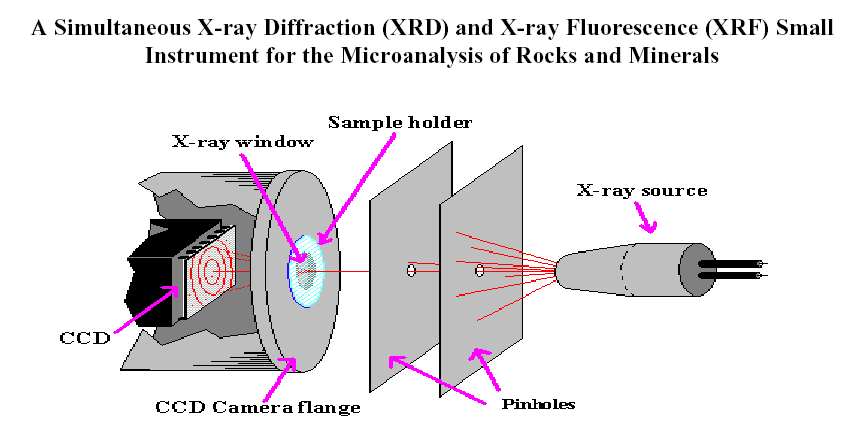 A Simultaneous X-ray Diffraction (XRD) and X-ray Fluorescence (XRF) Small
Instrument for the Microanalysis of Rocks and Minerals
Sample holder
X-ray window
X-ray source
CCD
CCD Camera flange
Pinholes